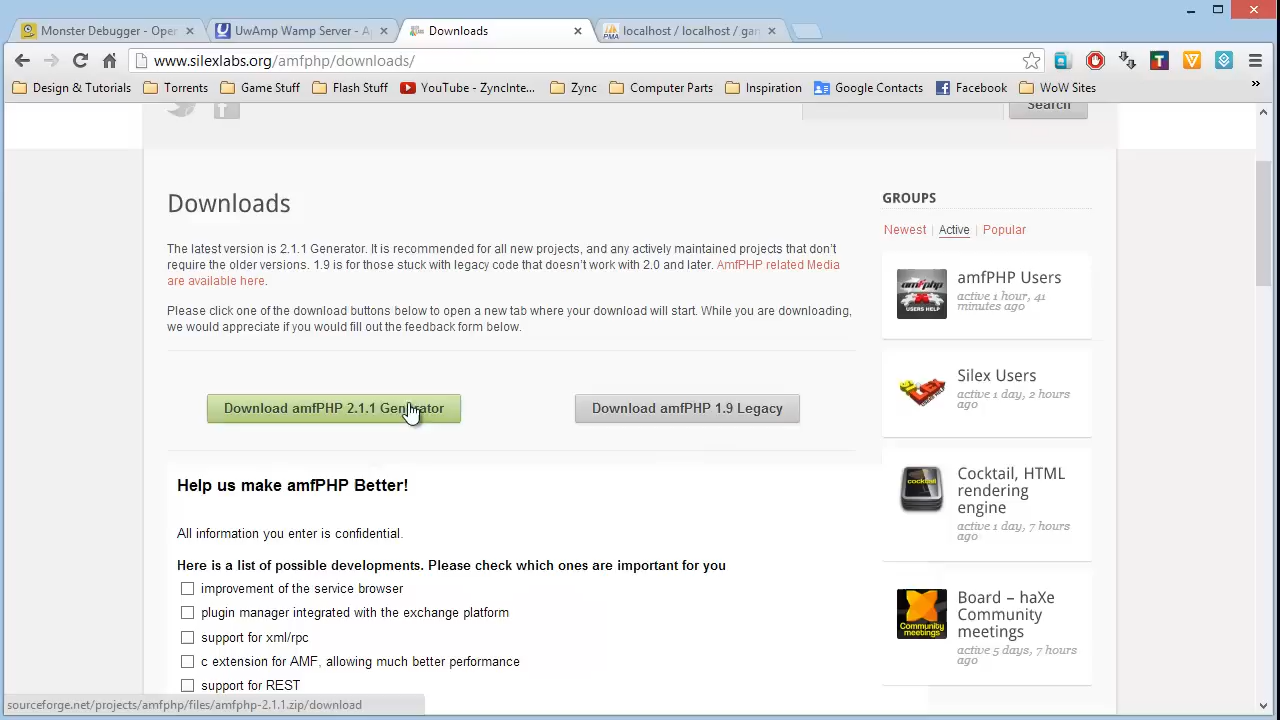 Monster Debugger - Open
UwAmp Wamp Server - A
Downloads
localhost / localhost / gam
www.silexlabs.org/amfphp/downloads/
Design & Tutorials
Torrents
Game Stuff
Flash Stuff
YouTube - ZyncInte...
Zync
Computer Parts
Inspiration
Google Contacts
Facebook
WoW Sites
»
Search
Downloads
The latest version is 2.1.1 Generator. It is recommended for all new projects, and any actively maintained projects that don't
require the older versions. 1.9 is for those stuck with legacy code that doesn't work with 2.0 and later. AmfPHP related Media
are available here.
Please click the download buttons below to open a new tab where your download will start. While you are downloading,
we would appreciate if you would fill out the feedback form below.
Download amfPHP 2.1.1 Generator
Download amfPHP 1.9 Legacy
Help us make amfPHP Better!
All information you enter is confidential.
Here is a list of possible developments. Please check which ones are important for you
improvement of the service browser
plugin manager integrated with the exchange platform
support for xml/rpc
c extension for AMF, allowing much better performance
support for REST
GROUPS
Newest | Active | Popular
amfPHP Users
active 1 hour, 41
minutes ago
Silex Users
active 1 day, 2 hours
ago
Cocktail, HTML
rendering
engine
active 1 day, 7 hours
ago
Board – haXe
Community
meetings
active 5 days, 7 hours
ago
sourceforge.net/projects/amfphp/files/amfphp-2.1.1.zip/download